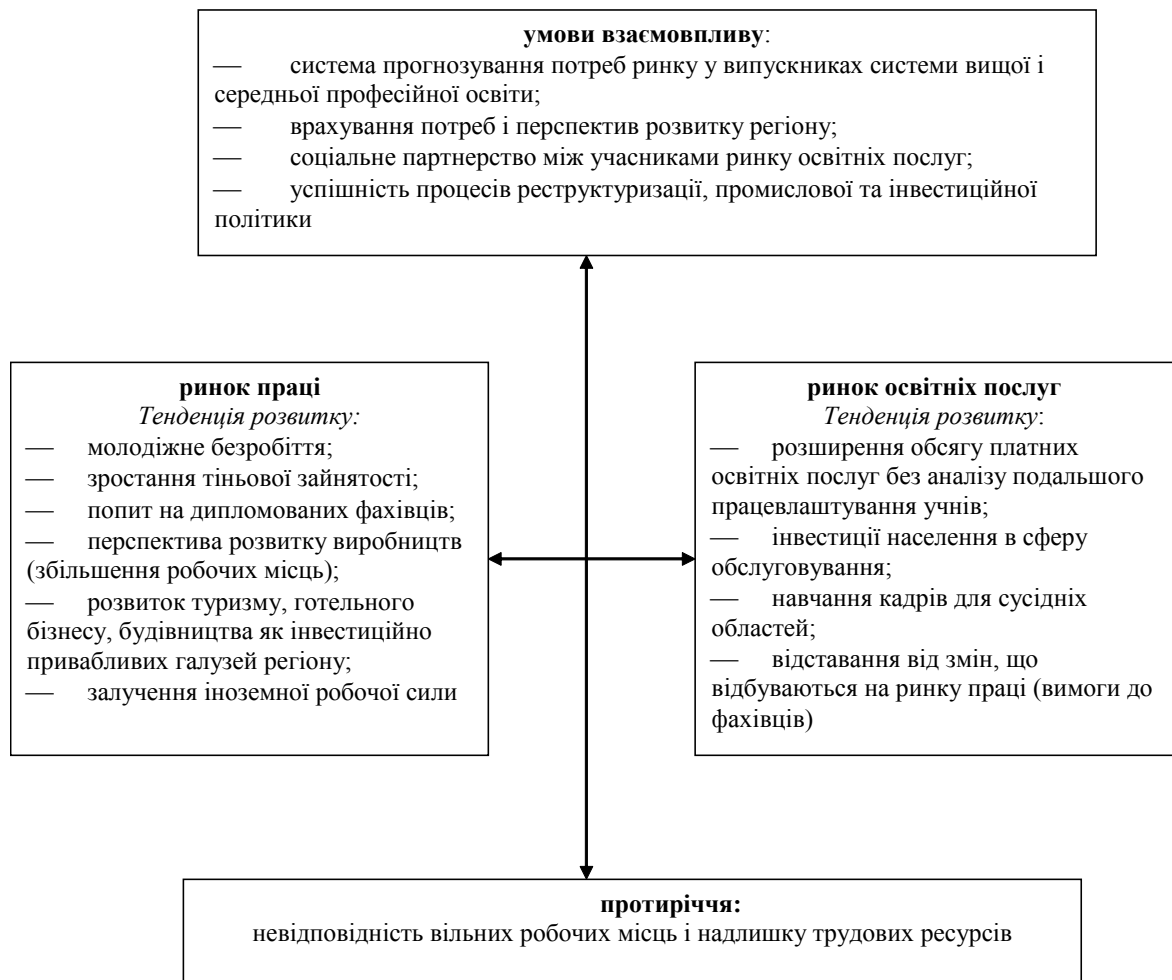 умови взаємовпливу:
— система прогнозування потреб ринку у випускниках системи вищої і
середньої професійної освіти;
— врахування потреб і перспектив розвитку регіону;
— соціальне партнерство між учасниками ринку освітніх послуг;
— успішність процесів реструктуризації, промислової та інвестиційної
політики
ринок праці
Тенденція розвитку:
— молодіжне безробіття;
— зростання тіньової зайнятості;
— попит на дипломованих фахівців;
— перспектива розвитку виробництв
(збільшення робочих місць);
— розвиток туризму, готельного
бізнесу, будівництва як інвестиційно
привабливих галузей регіону;
— залучення іноземної робочої сили
ринок освітніх послуг
Тенденція розвитку:
— розширення обсягу платних
освітніх послуг без аналізу подальшого
працевлаштування учнів;
— інвестиції населення в сферу
обслуговування;
— навчання кадрів для сусідніх
областей;
— відставання від змін, що
відбуваються на ринку праці (вимоги до
фахівців)
протиріччя:
невідповідність вільних робочих місць і надлишку трудових ресурсів